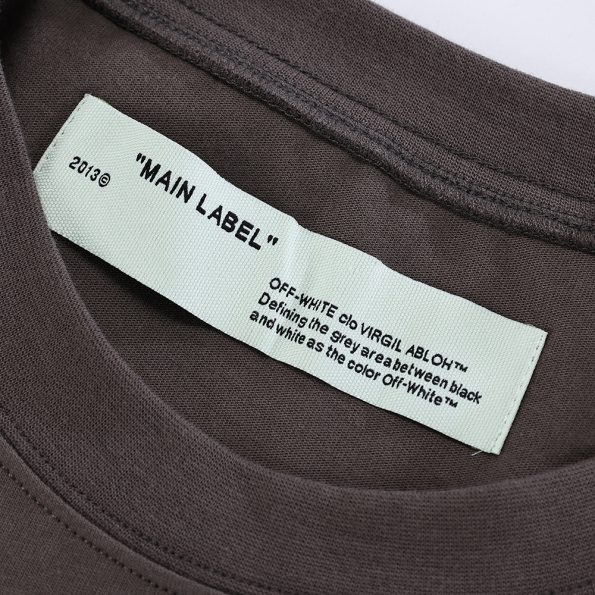 2013©
"MAIN LABEL"
OFF-WHITE c/o VIRGIL ABLOH™
Defining the grey area between black
and white as the color Off-White™